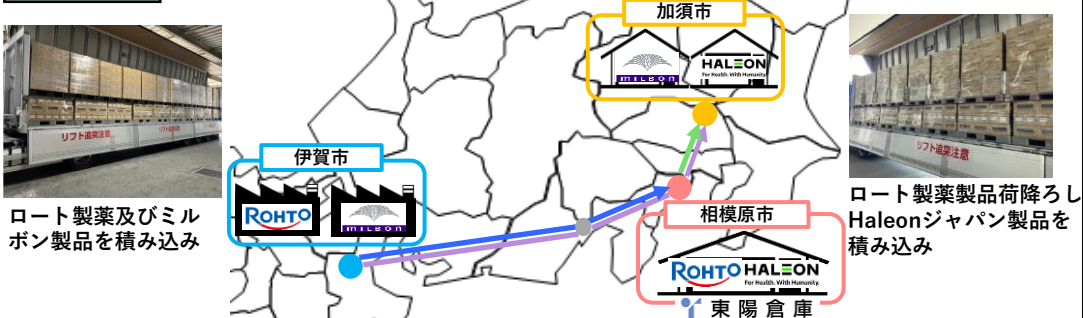 加須市
milbon
HALEON
For Health. With Humanity.
リフト追突注意
リフト追突注意
伊賀市
ROHTO
milbon
ロート製薬及びミル
ボン製品を積み込み
ロート製薬製品荷降ろし
Haleonジャパン製品を
積み込み
相模原市
ROHTO HALEON
For Health. With Humanity.
東陽倉庫